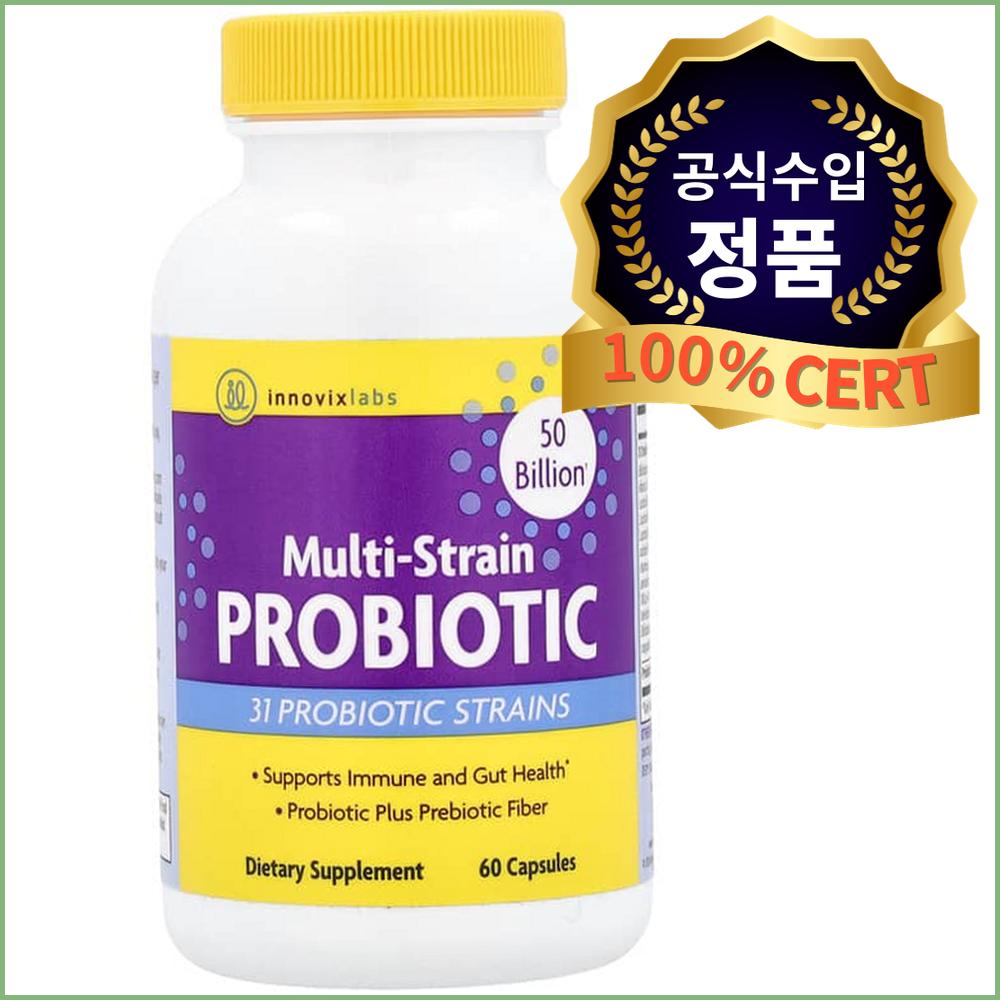 공식수입
정품
100% CERT
innovixlabs
50
Billion†
Multi-Strain
PROBIOTIC
31 PROBIOTIC STRAINS
• Supports Immune and Gut Health*
• Probiotic Plus Prebiotic Fiber
Dietary Supplement 60 Capsules